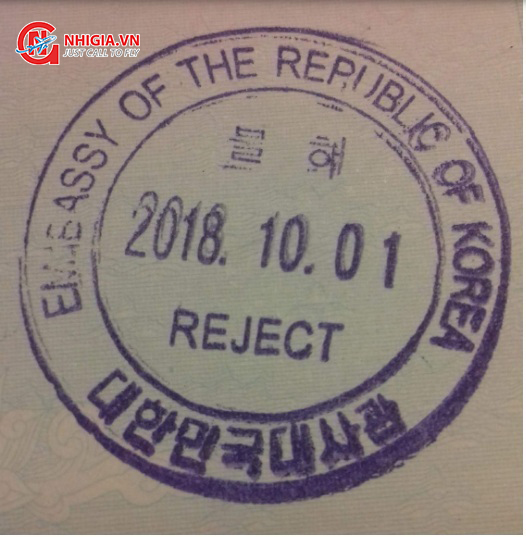 NHIGIA.VN
JUST CALL TO FLY
EMBASSY OF THE REPUBLIC OF KOREA
불허
2018. 10. 01
REJECT
대한민국대사관